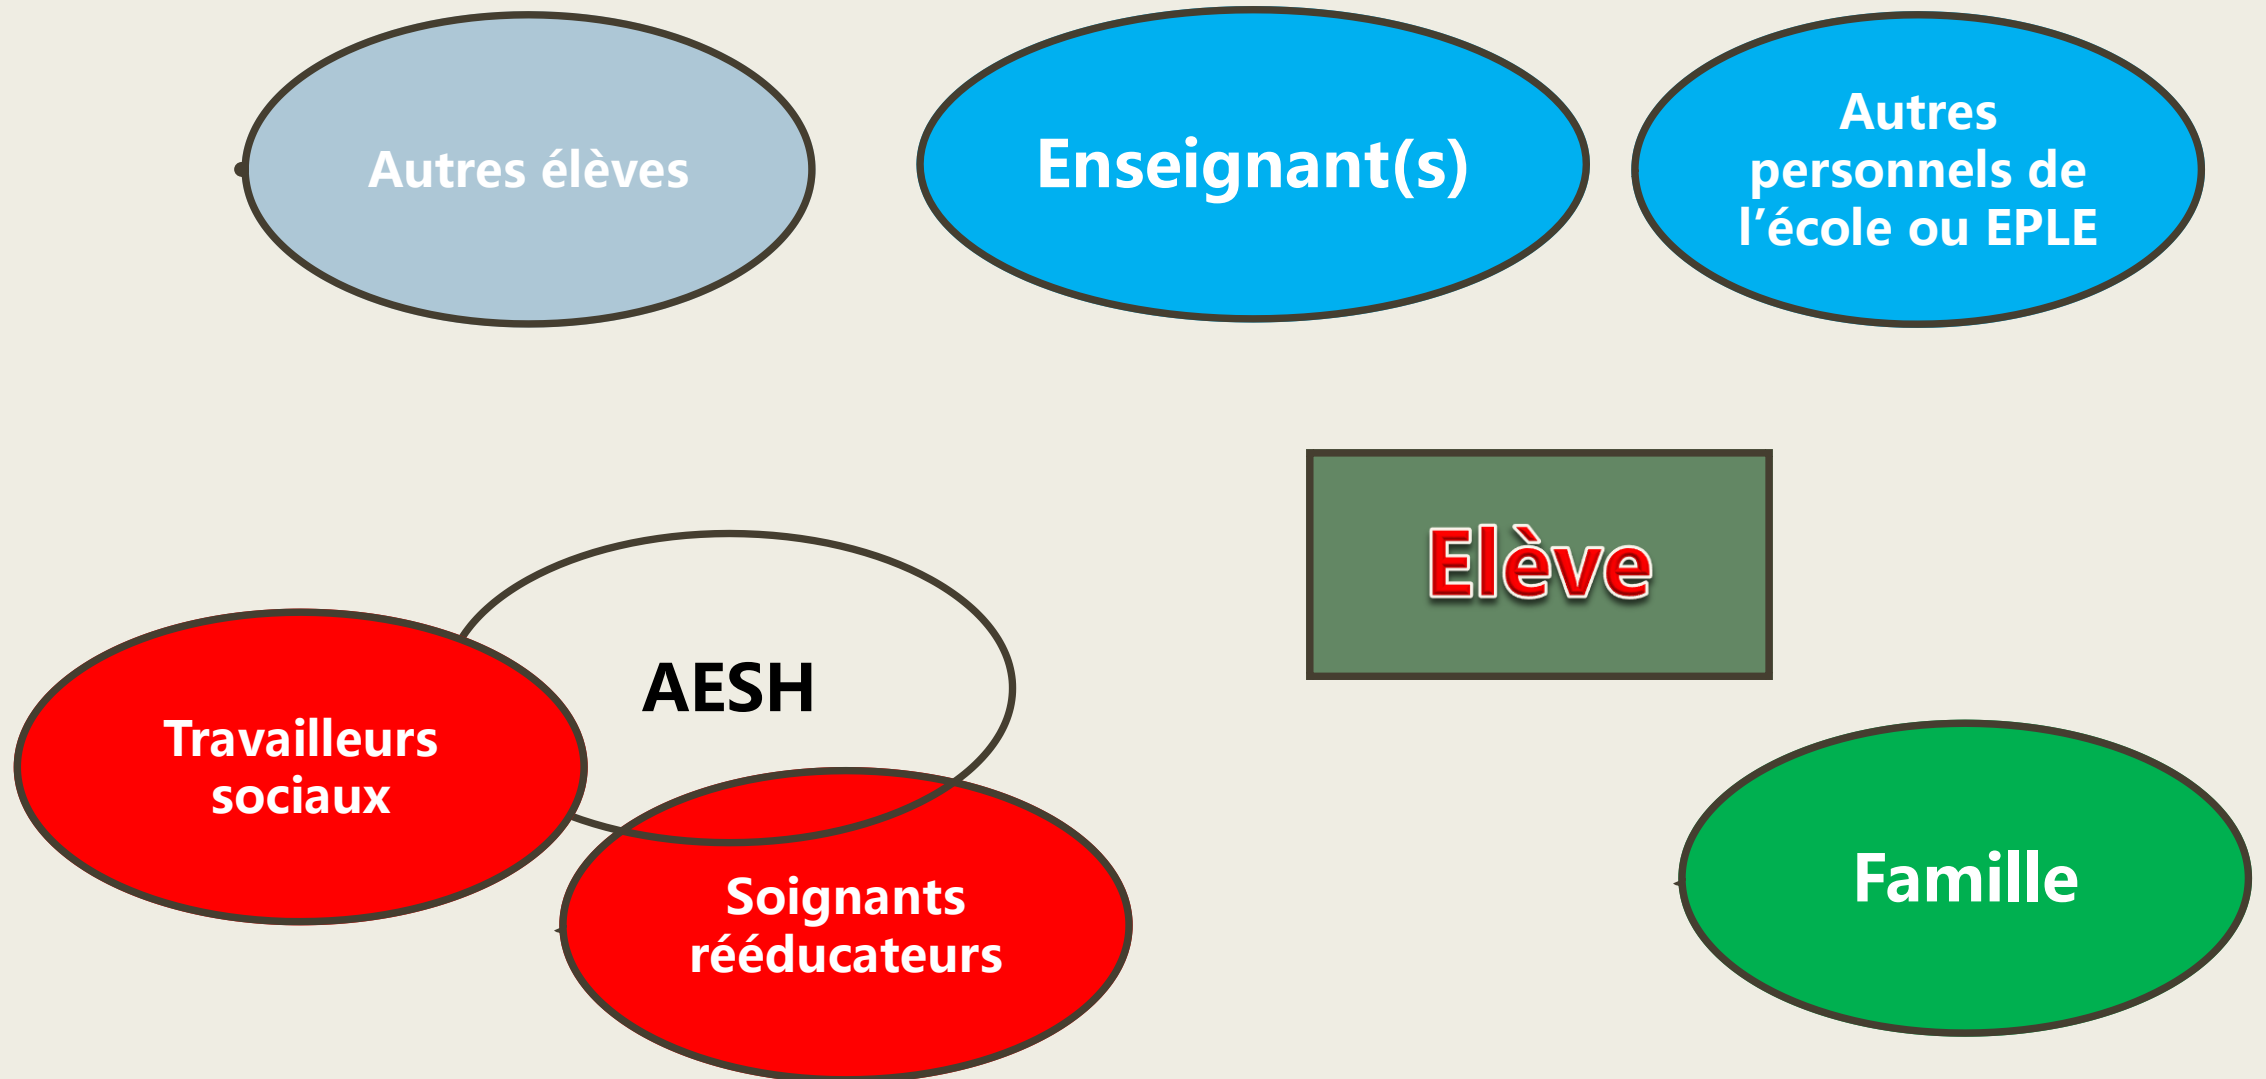 Autres élèves
Enseignant(s)
Autres
personnels de
l’école ou EPLE
Elève
AESH
Travailleurs
sociaux
Soignants
rééducateurs
Famille